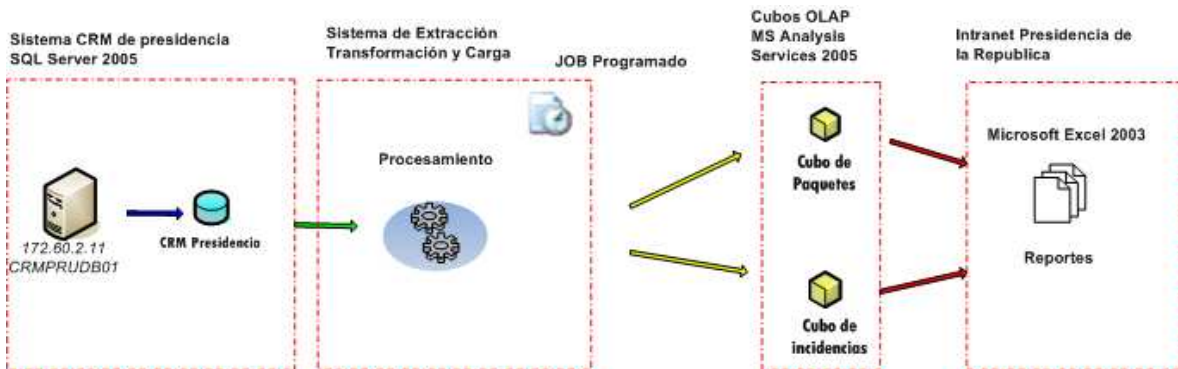 Sistema CRM de presidencia
SQL Server 2005
172.60.2.11
CRMPRUDB01
CRM Presidencia
Sistema de Extracción
Transformación y Carga
JOB Programado
Procesamiento
Cubos OLAP
MS Analysis
Services 2005
Cubo de
Paquetes
Cubo de
incidencias
Intranet Presidencia de
la Republica
Microsoft Excel 2003
Reportes